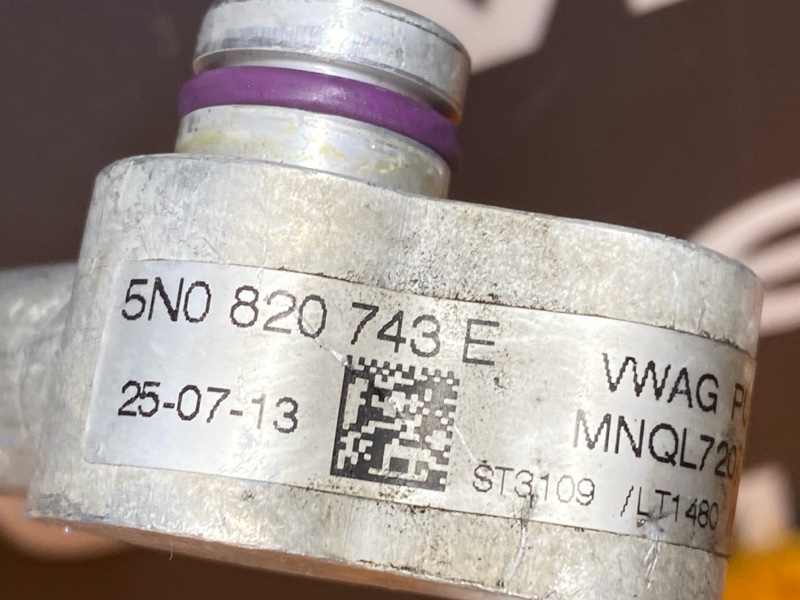 5N0 820 743 E
25-07-13
VWAG
MNQL720
ST3109 /LT1480